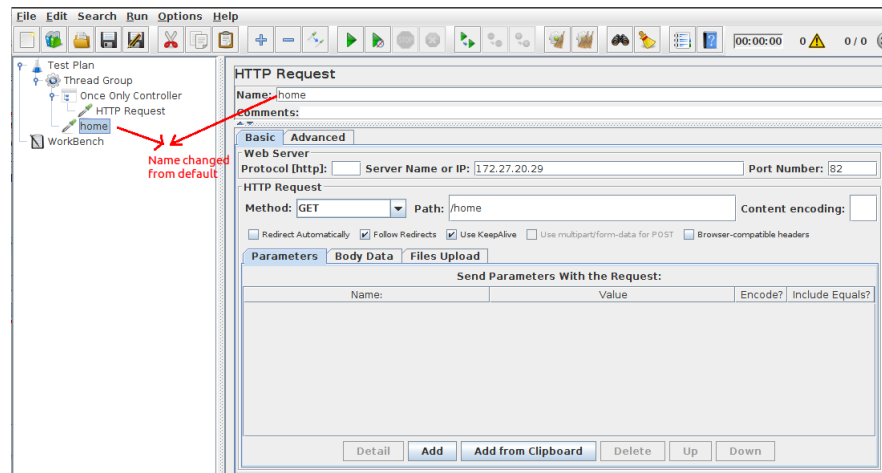 File Edit Search Run Options Help
00:00:00 0 0 / 0
Test Plan
Thread Group
Once Only Controller
HTTP Request
home
WorkBench
Name changed
from default
HTTP Request
Name: home
Comments:
Basic Advanced
Web Server
Protocol [http]: Server Name or IP: 172.27.20.29 Port Number: 82
HTTP Request
Method: GET Path: /home Content encoding:
Redirect Automatically Follow Redirects Use KeepAlive Use multipart/form-data for POST Browser-compatible headers
Parameters Body Data Files Upload
Send Parameters With the Request:
Name: Value Encode? Include Equals?
Detail Add Add from Clipboard Delete Up Down